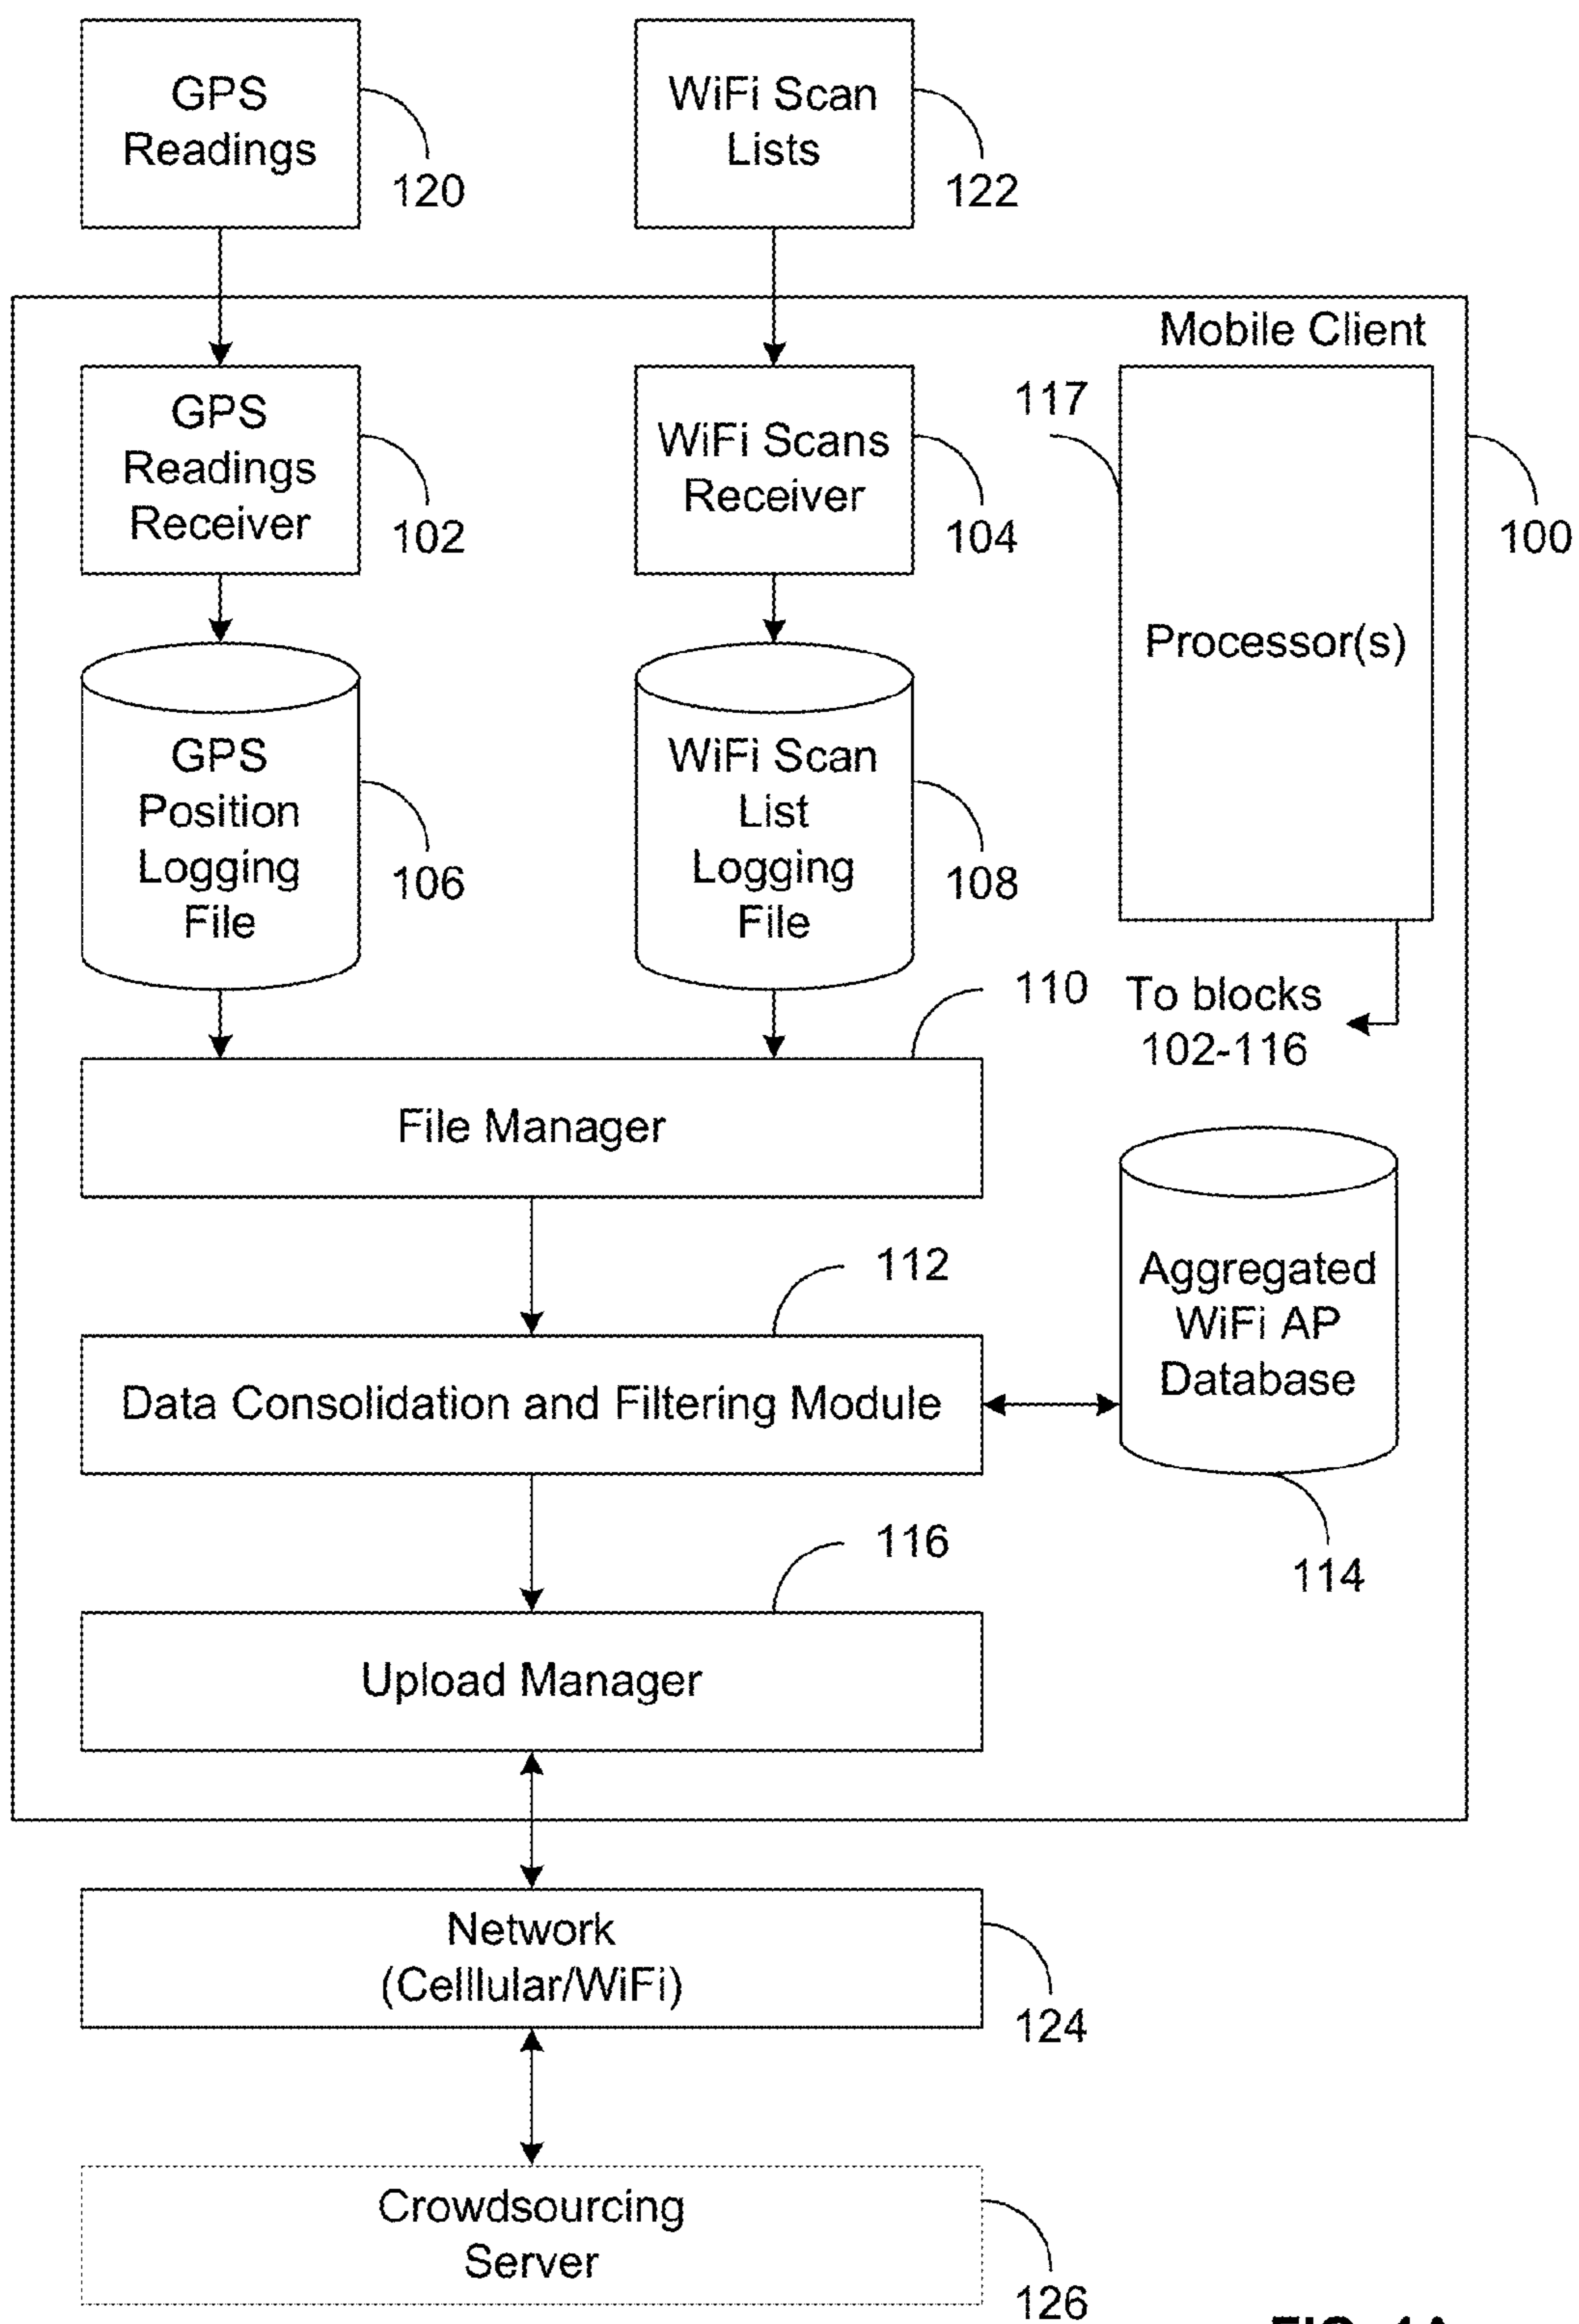 GPS
Readings
120
WiFi Scan
Lists
122
Mobile Client
GPS
Readings
Receiver
102
WiFi Scans
Receiver
104
117
Processor(s)
100
GPS
Position
Logging
File
106
WiFi Scan
List
Logging
File
108
110
To blocks
102-116
File Manager
112
Aggregated
WiFi AP
Database
114
Data Consolidation and Filtering Module
116
Upload Manager
Network
(Celllular/WiFi)
124
Crowdsourcing
Server
126